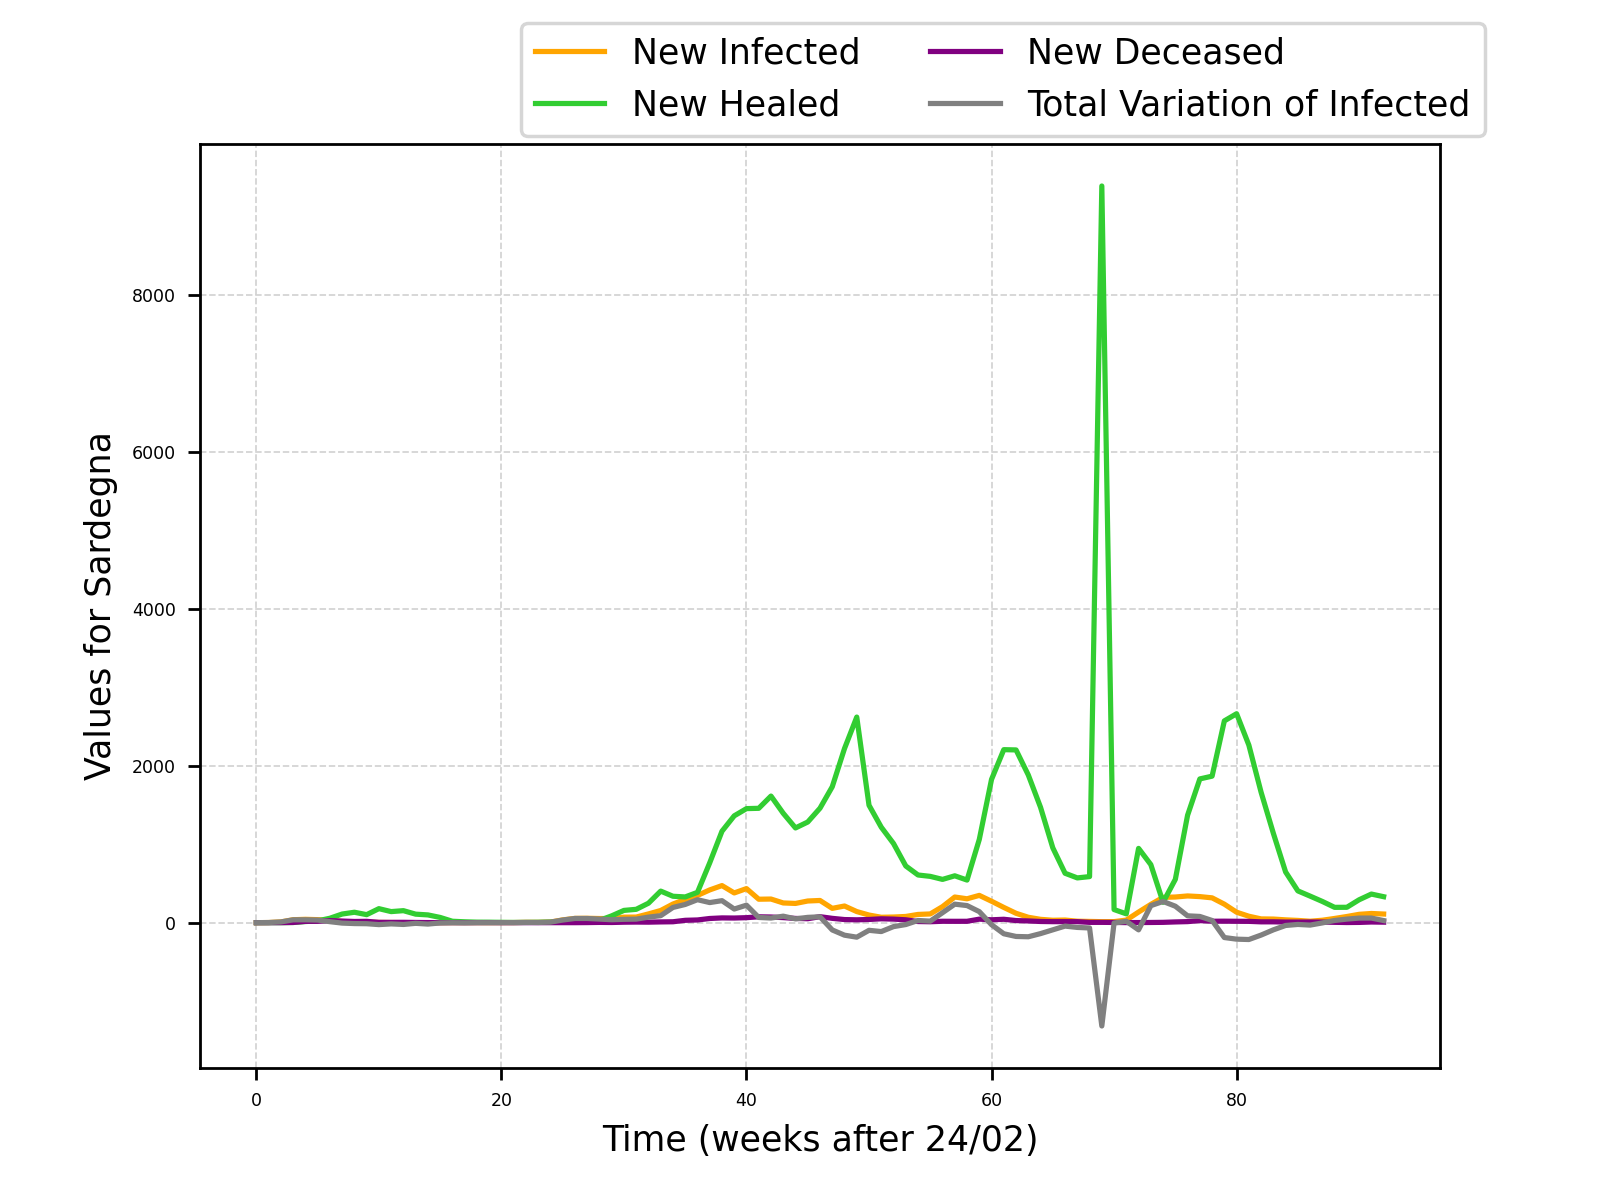 New Infected
New Healed
New Deceased
Total Variation of Infected
8000
6000
4000
2000
0
Values for Sardegna
0 20 40 60 80
Time (weeks after 24/02)